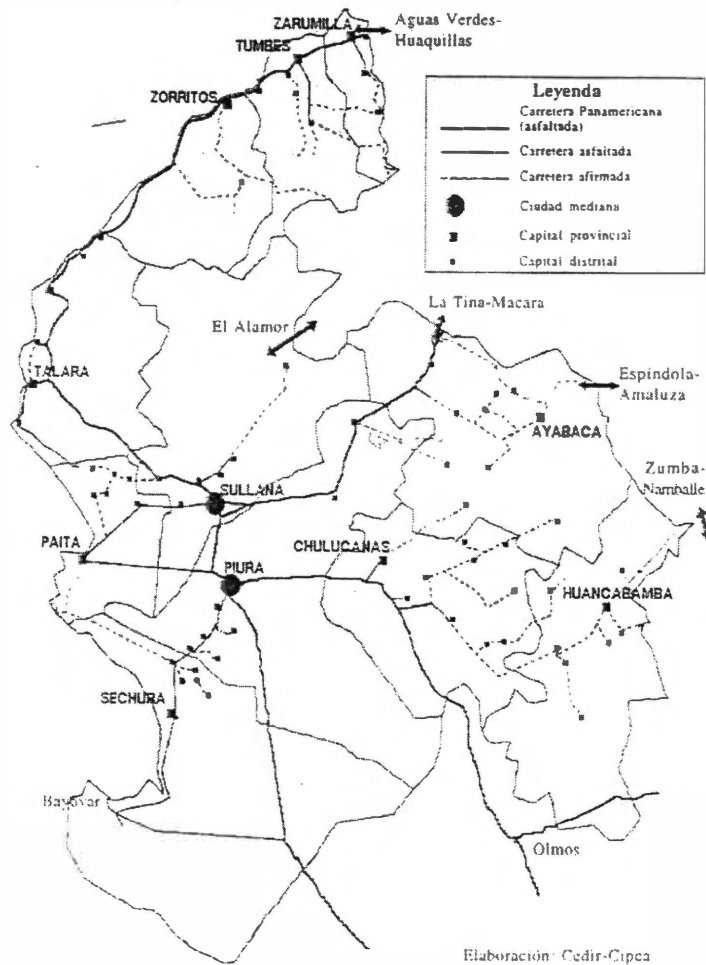 ZARUMILLA
Aguas Verdes-
Huaquillas
TUMBES
ZORRITOS
Leyenda
Carretera Panamericana
(asfaltada)
Carretera asfaltada
Carretera afirmada
Ciudad mediana
Capital provincial
Capital distrital
La Tina-Macara
El Alamor
TALARA
Espíndola-
Amaluza
AYABACA
Zumba-
Namballe
SULLANA
PAITA
CHULUCANAS
PIURA
HUANCABAMBA
SECHURA
Bayovar
Olmos
Elaboración: Cedir-Cipca